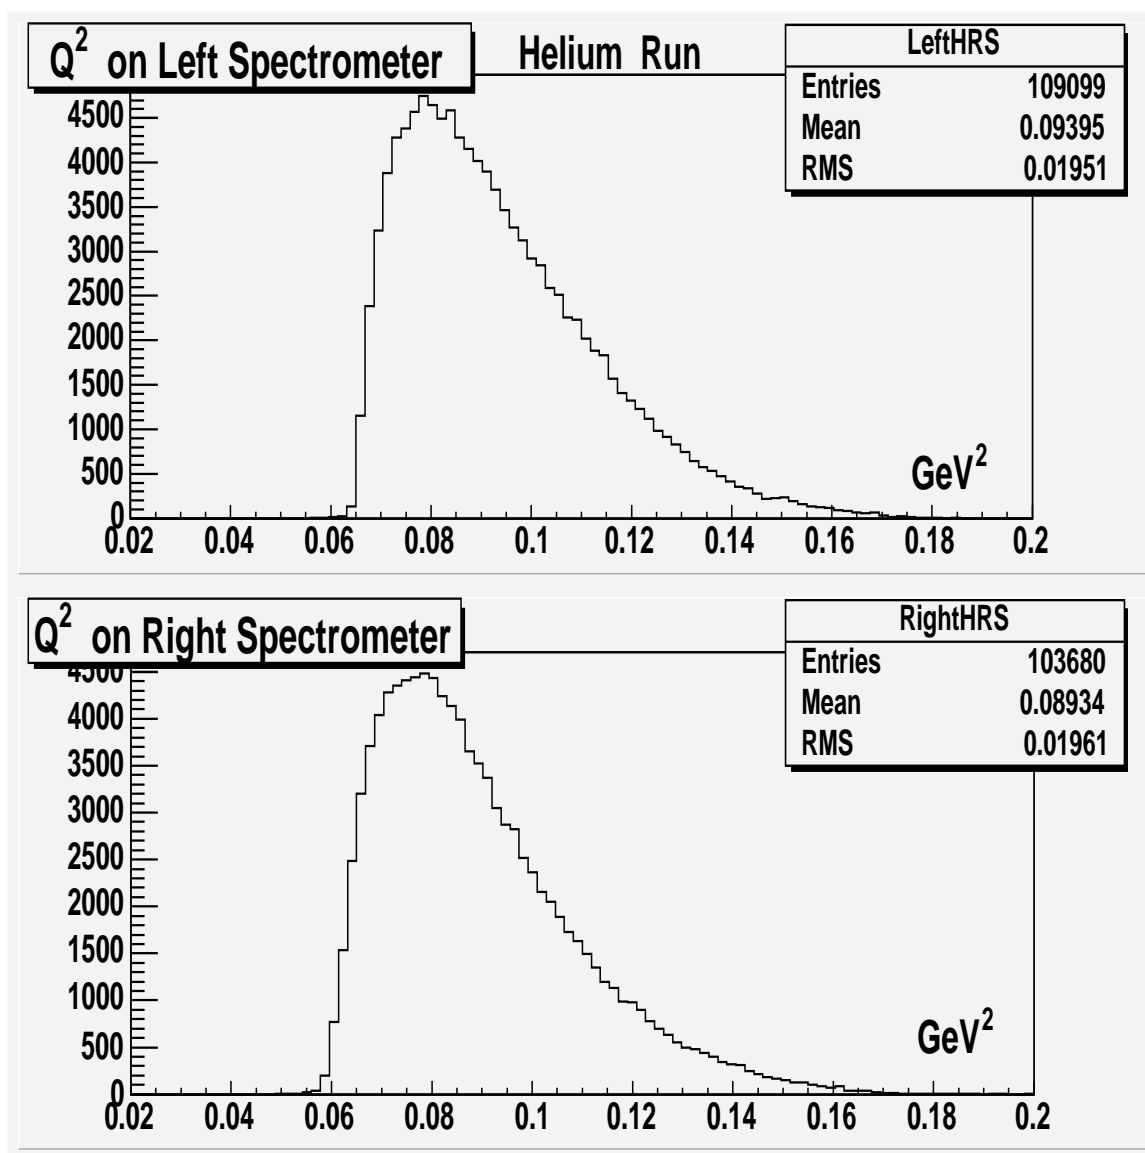 Q² on Left Spectrometer
Helium Run
LeftHRS
Entries 109099
Mean 0.09395
RMS 0.01951
4500
4000
3500
3000
2500
2000
1500
1000
500
0
GeV²
0.02 0.04 0.06 0.08 0.1 0.12 0.14 0.16 0.18 0.2
Q² on Right Spectrometer
RightHRS
Entries 103680
Mean 0.08934
RMS 0.01961
4500
4000
3500
3000
2500
2000
1500
1000
500
0
GeV²
0.02 0.04 0.06 0.08 0.1 0.12 0.14 0.16 0.18 0.2